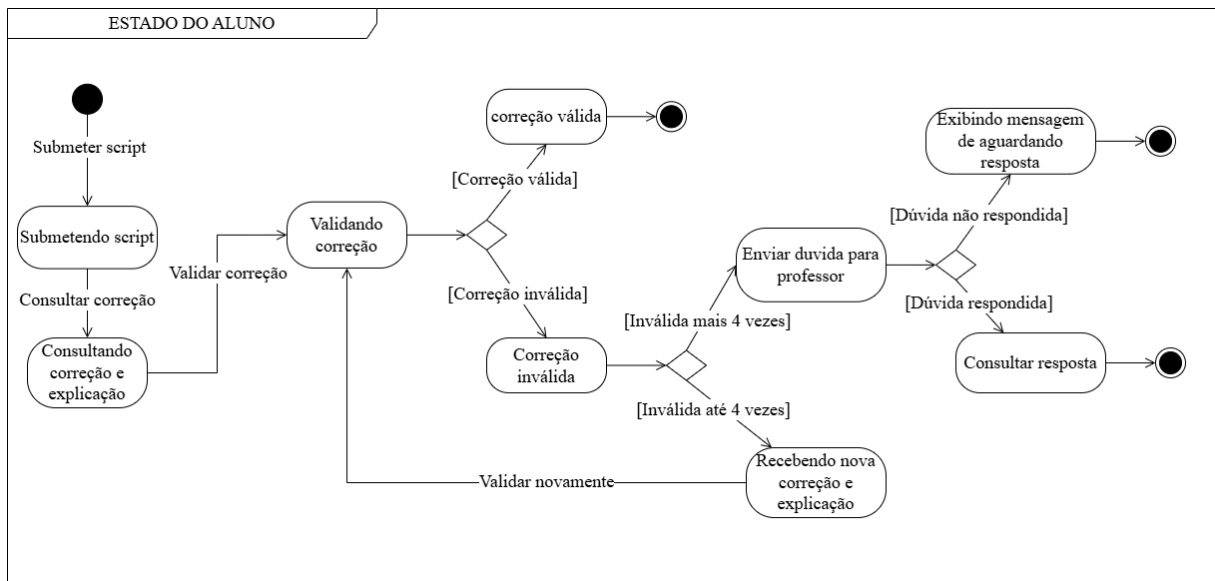 ESTADO DO ALUNO
Submeter script
Submetendo script
Consultar correção
Consultando
correção e
explicação
Validar correção
Validando
correção
[Correção válida]
correção válida
[Correção inválida]
Correção
inválida
[Inválida mais 4 vezes]
Enviar duvida para
professor
[Dúvida não respondida]
Exibindo mensagem
de aguardando
resposta
[Dúvida respondida]
Consultar resposta
[Inválida até 4 vezes]
Recebendo nova
correção e
explicação
Validar novamente